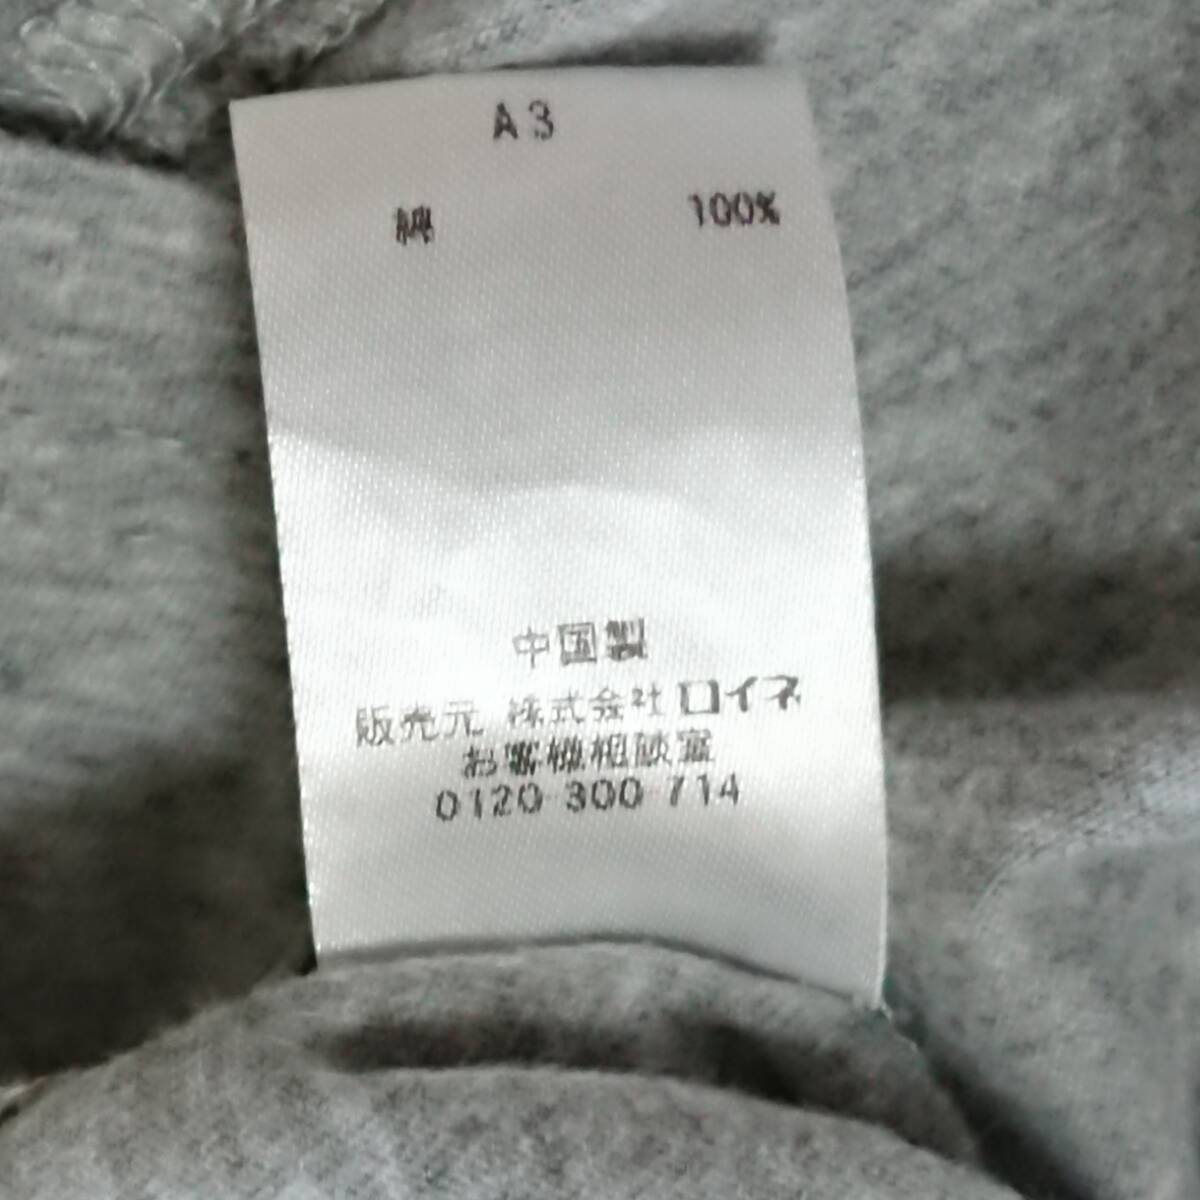 A3
綿 100%
中国製
販売元 株式会社ロイネ
お客様相談室
0120-300-714